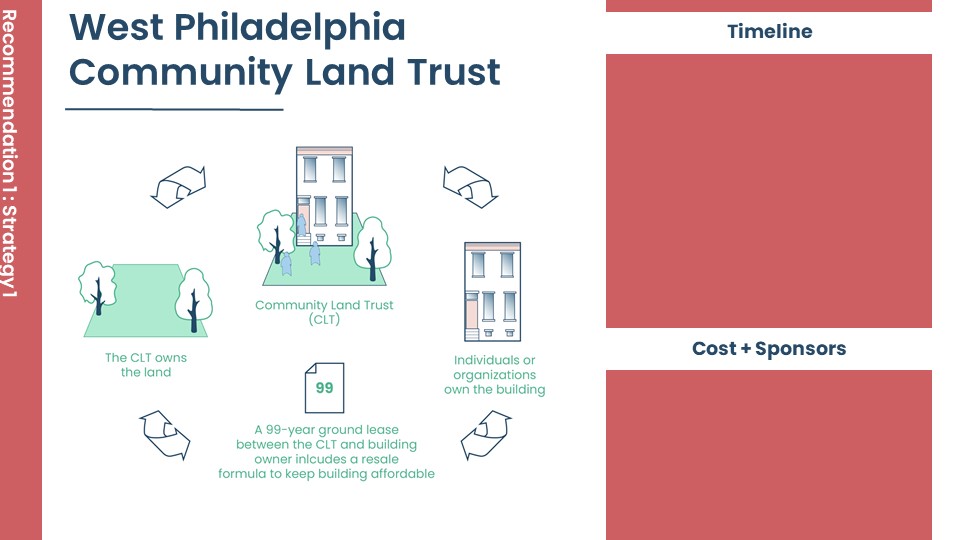 Recommendation 1 : Strategy 1
West Philadelphia
Community Land Trust
Community Land Trust
(CLT)
The CLT owns
the land
Individuals or
organizations
own the building
99
A 99-year ground lease
between the CLT and building
owner inlcudes a resale
formula to keep building affordable
Timeline
Cost + Sponsors